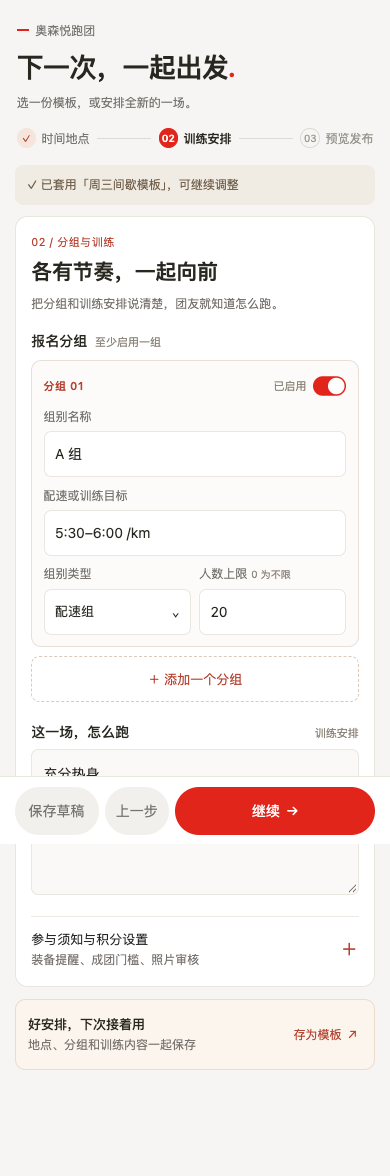 奥森悦跑团
下一次，一起出发.
选一份模板，或安排全新的一场。
✓ 时间地点 02 训练安排 03 预览发布
✓ 已套用「周三间歇模板」，可继续调整
02 / 分组与训练
各有节奏，一起向前
把分组和训练安排说清楚，团友就知道怎么跑。
报名分组 至少启用一组
分组 01 已启用
组别名称
A 组
配速或训练目标
5:30–6:00 /km
组别类型 人数上限 0 为不限
配速组 20
+ 添加一个分组
这一场，怎么跑 训练安排
充分热身
保存草稿 上一步 继续 →
参与须知与积分设置
装备提醒、成团门槛、照片审核 +
好安排，下次接着用
地点、分组和训练内容一起保存 存为模板 ↗